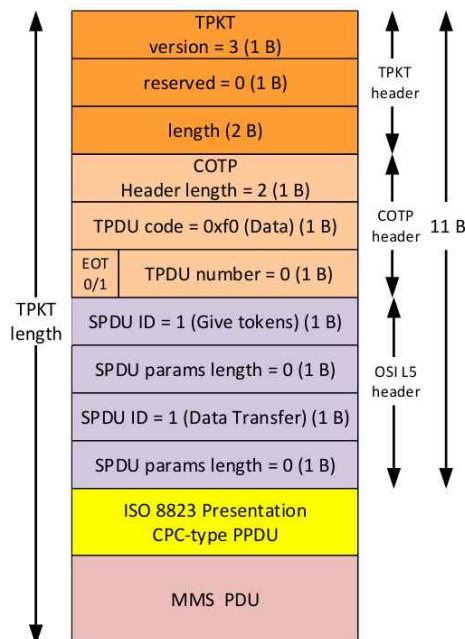 TPKT
version = 3 (1 B)
reserved = 0 (1 B)
length (2 B)
TPKT
header
COTP
Header length = 2 (1 B)
TPDU code = 0xf0 (Data) (1 B)
EOT
0/1
TPDU number = 0 (1 B)
COTP
header
11 B
TPKT
length
SPDU ID = 1 (Give tokens) (1 B)
SPDU params length = 0 (1 B)
SPDU ID = 1 (Data Transfer) (1 B)
SPDU params length = 0 (1 B)
OSI L5
header
ISO 8823 Presentation
CPC-type PPDU
MMS PDU